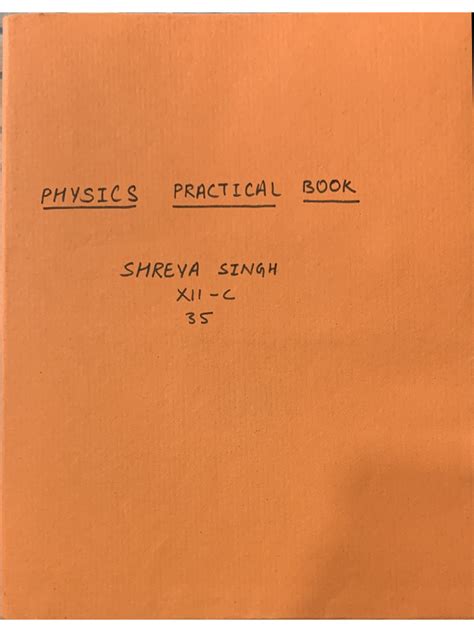 PHYSICS PRACTICAL BOOK
SHREYA SINGH
XII-C
35